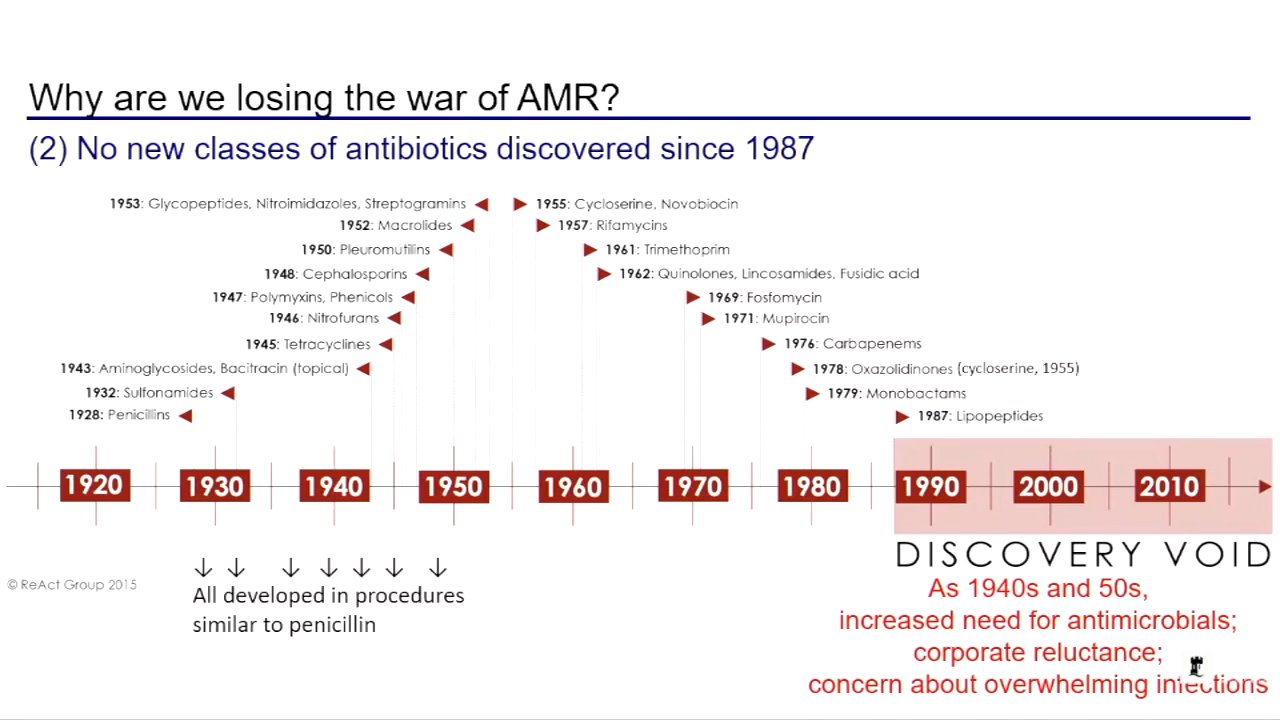 Why are we losing the war of AMR?
(2) No new classes of antibiotics discovered since 1987
1953: Glycopeptides, Nitroimidazoles, Streptogramins
1952: Macrolides
1950: Pleuromutilins
1948: Cephalosporins
1947: Polymyxins, Phenicols
1946: Nitrofurans
1945: Tetracyclines
1943: Aminoglycosides, Bacitracin (topical)
1932: Sulfonamides
1928: Penicillins
1955: Cycloserine, Novobiocin
1957: Rifamycins
1961: Trimethoprim
1962: Quinolones, Lincosamides, Fusidic acid
1969: Fosfomycin
1971: Mupirocin
1976: Carbapenems
1978: Oxazolidinones (cycloserine, 1955)
1979: Monobactams
1987: Lipopeptides
1920 1930 1940 1950 1960 1970 1980 1990 2000 2010
DISCOVERY VOID
© ReAct Group 2015
All developed in procedures
similar to penicillin
As 1940s and 50s,
increased need for antimicrobials;
corporate reluctance;
concern about overwhelming infections